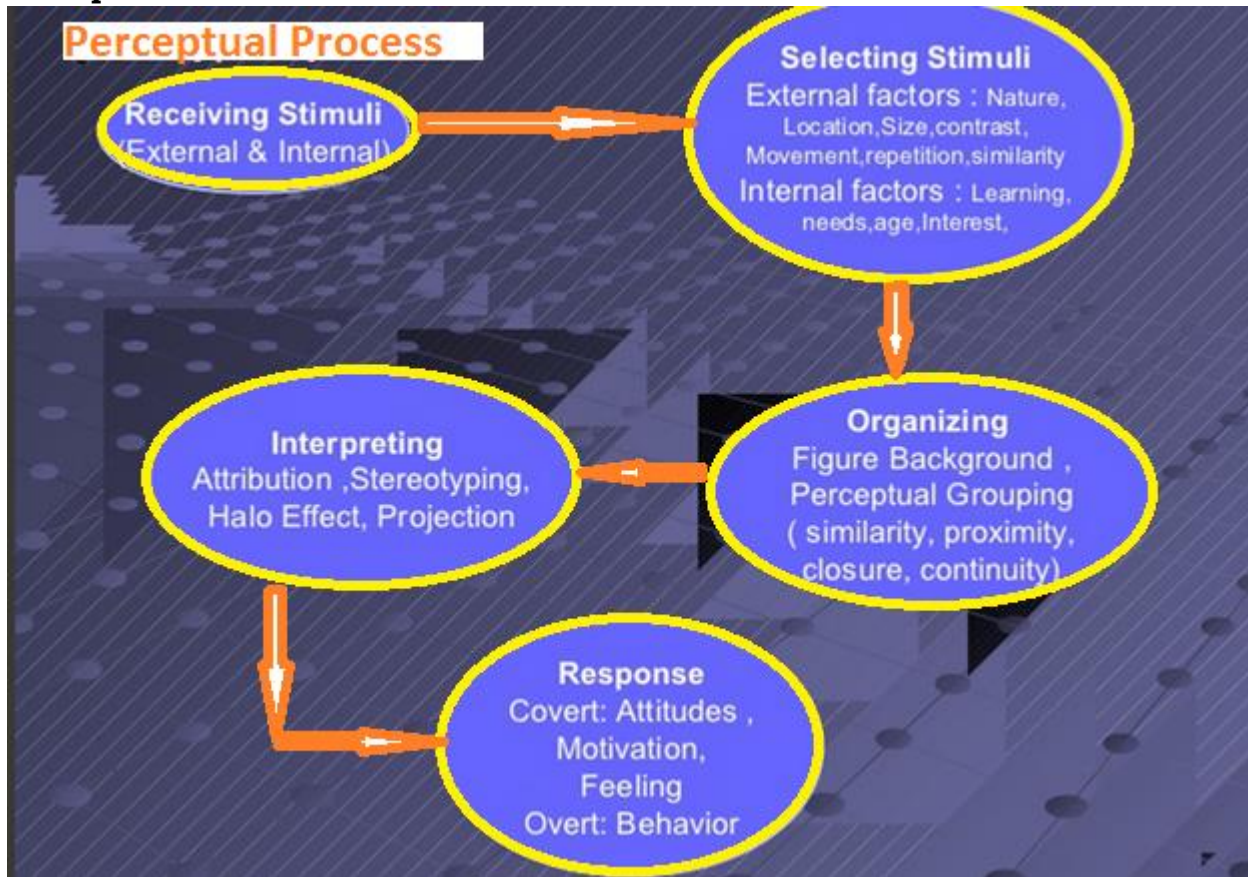 Perceptual Process
Receiving Stimuli
(External & Internal)
Selecting Stimuli
External factors : Nature,
Location,Size,contrast,
Movement,repetition,similarity
Internal factors : Learning,
needs,age,Interest,
Organizing
Figure Background ,
Perceptual Grouping
( similarity, proximity,
closure, continuity)
Interpreting
Attribution ,Stereotyping,
Halo Effect, Projection
Response
Covert: Attitudes ,
Motivation,
Feeling
Overt: Behavior